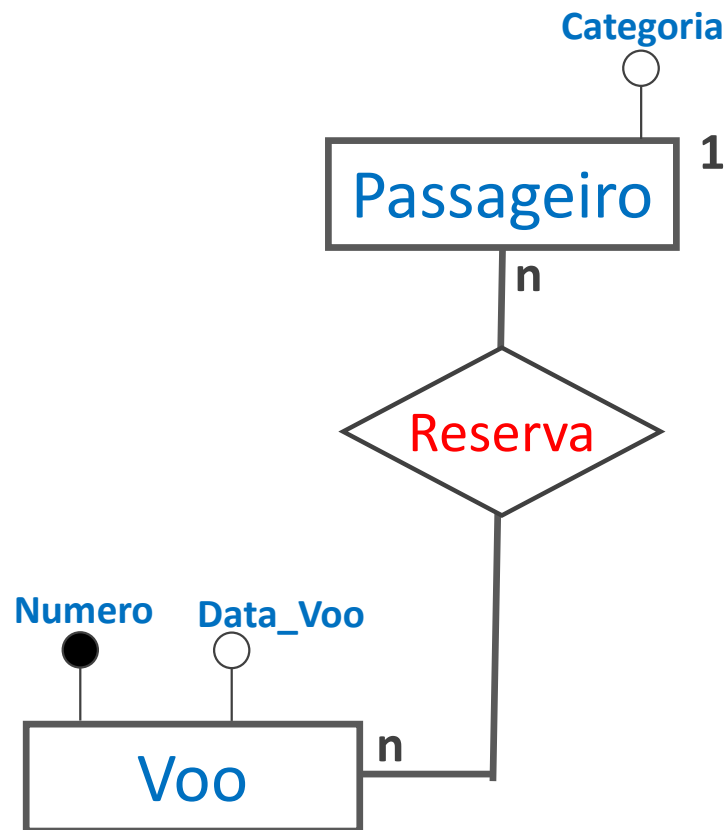 Categoria
1
Passageiro
n
Reserva
Numero
Data_Voo
n
Voo